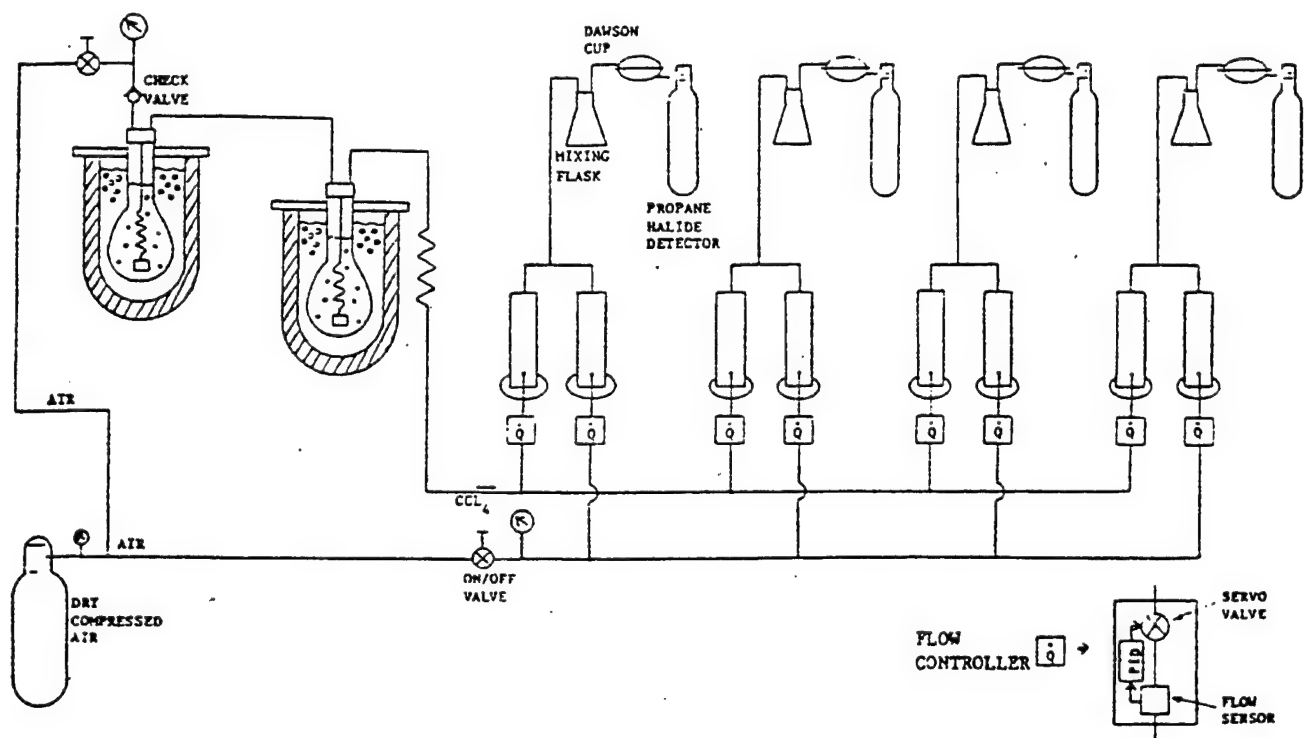 DAWSON
CUP
CHECK
VALVE
MIXING
FLASK
PROPANE
HALIDE
DETECTOR
AIR
Q̇
Q̇
Q̇
Q̇
Q̇
Q̇
Q̇
Q̇
CCL₄
AIR
ON/OFF
VALVE
DRY
COMPRESSED
AIR
FLOW
CONTROLLER Q̇
PID
SERVO
VALVE
FLOW
SENSOR